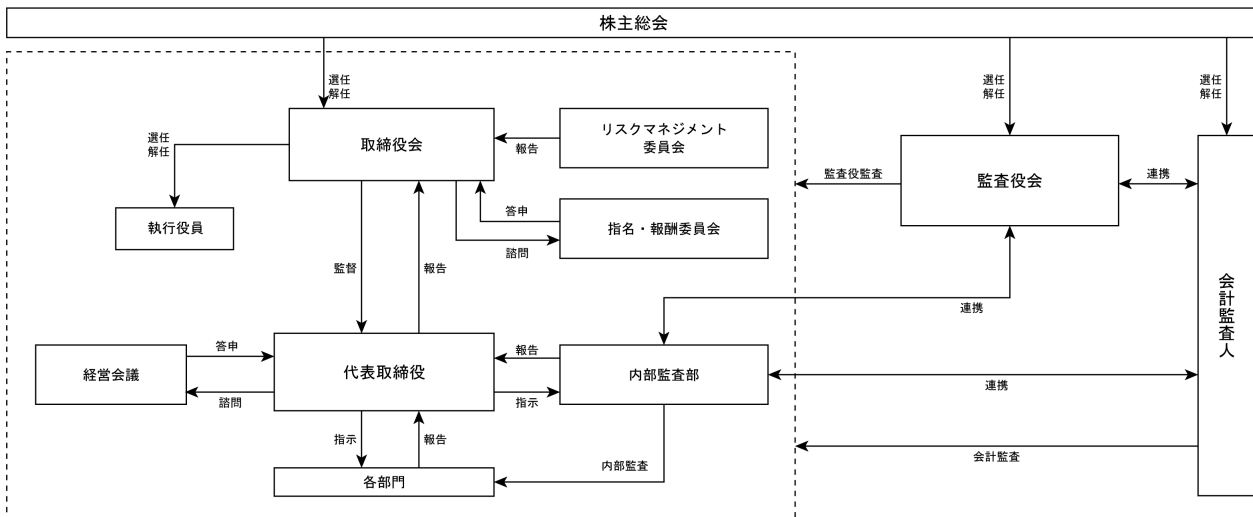 株主総会
選任
解任
選任
解任
選任
解任
選任
解任
取締役会
報告
リスクマネジメント
委員会
監査役監査
監査役会
連携
執行役員
答申
諮問
指名・報酬委員会
監督
報告
連携
会計監査人
経営会議
答申
諮問
代表取締役
報告
指示
内部監査部
連携
指示
報告
内部監査
会計監査
各部門